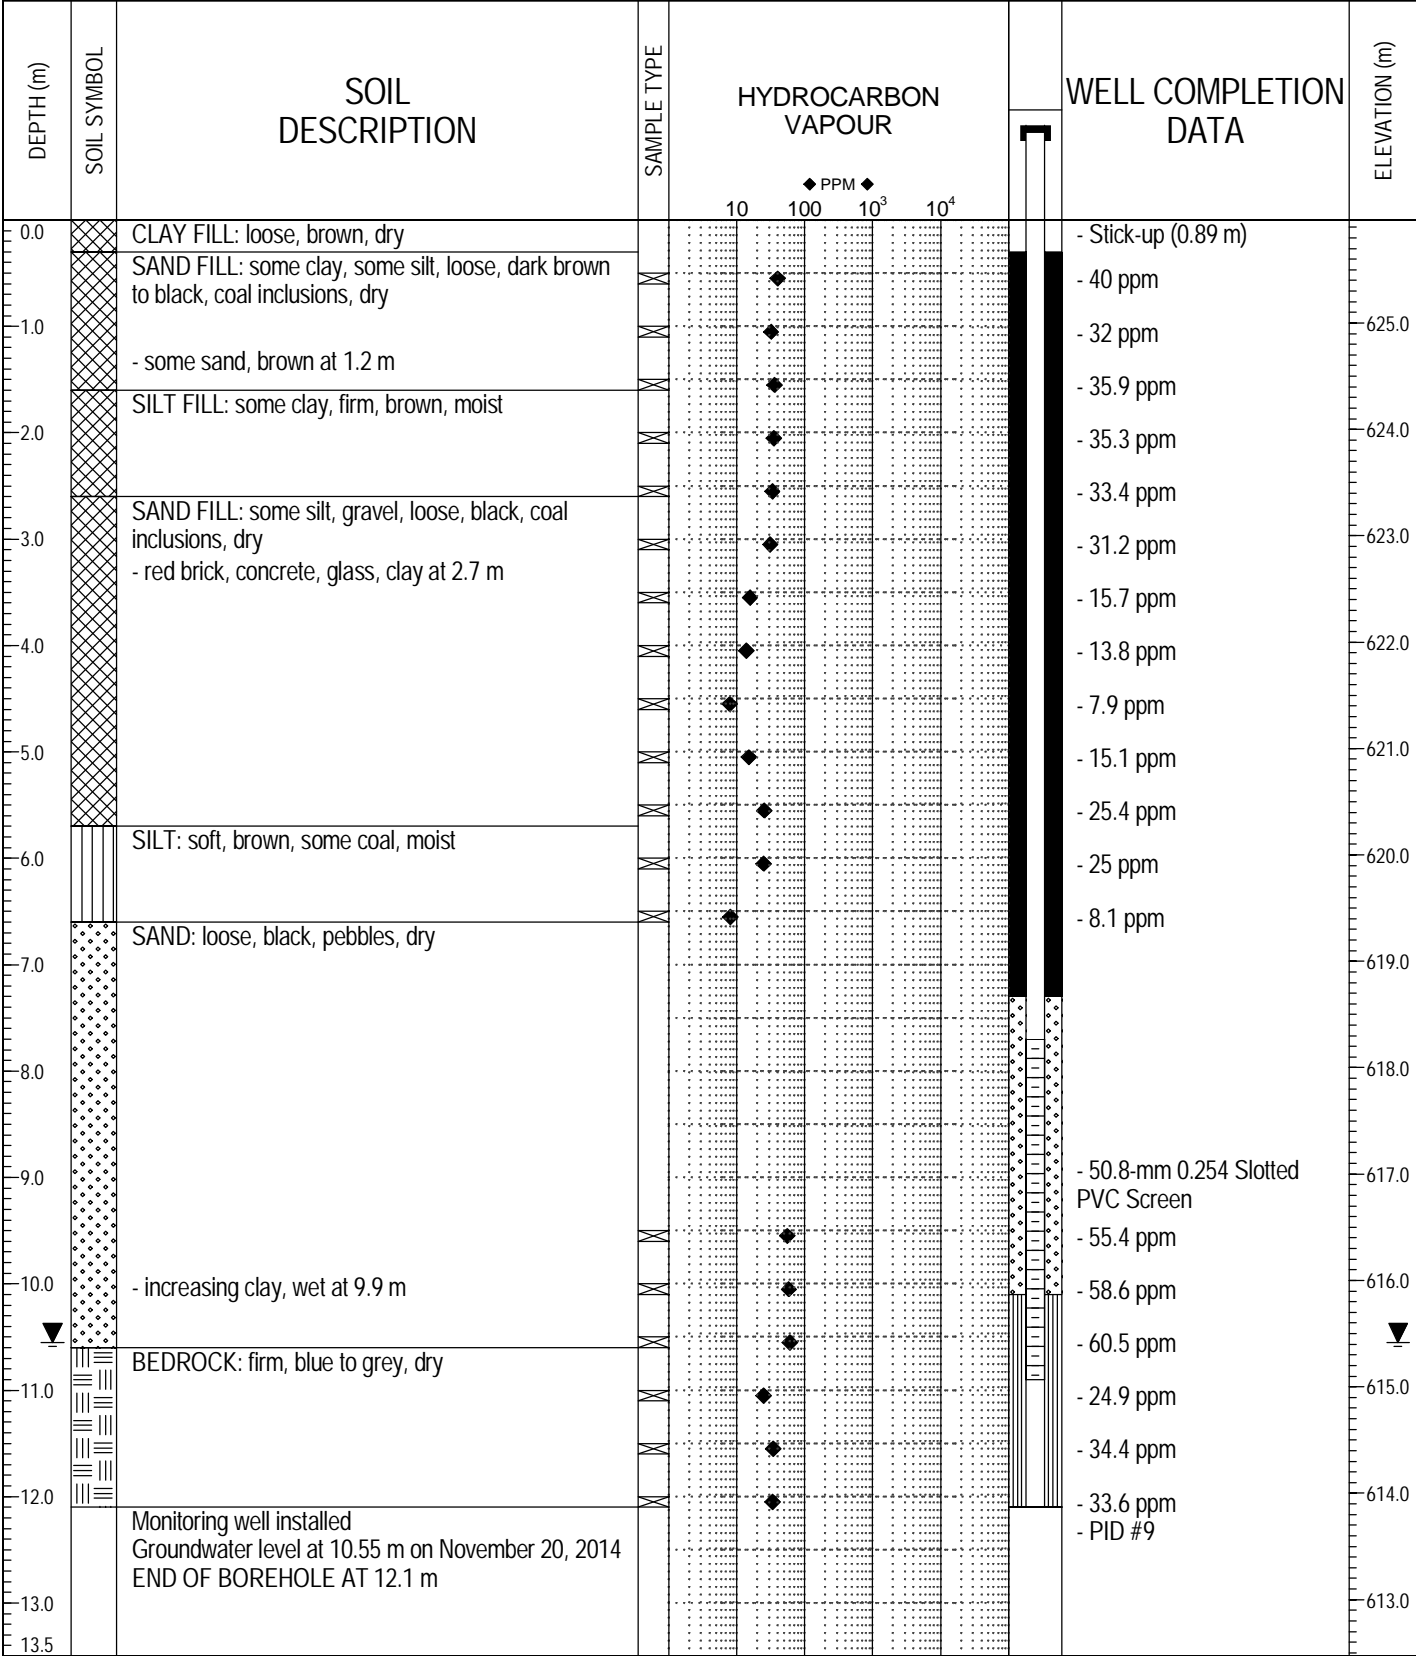 DEPTH (m)
SOIL SYMBOL
SOIL
DESCRIPTION
SAMPLE TYPE
HYDROCARBON
VAPOUR
◆ PPM ◆
10 100 10³ 10⁴
WELL COMPLETION
DATA
ELEVATION (m)
0.0
1.0
2.0
3.0
4.0
5.0
6.0
7.0
8.0
9.0
10.0
11.0
12.0
13.0
13.5
CLAY FILL: loose, brown, dry
SAND FILL: some clay, some silt, loose, dark brown
to black, coal inclusions, dry
- some sand, brown at 1.2 m
SILT FILL: some clay, firm, brown, moist
SAND FILL: some silt, gravel, loose, black, coal
inclusions, dry
- red brick, concrete, glass, clay at 2.7 m
SILT: soft, brown, some coal, moist
SAND: loose, black, pebbles, dry
- increasing clay, wet at 9.9 m
BEDROCK: firm, blue to grey, dry
Monitoring well installed
Groundwater level at 10.55 m on November 20, 2014
END OF BOREHOLE AT 12.1 m
- Stick-up (0.89 m)
- 40 ppm
- 32 ppm
- 35.9 ppm
- 35.3 ppm
- 33.4 ppm
- 31.2 ppm
- 15.7 ppm
- 13.8 ppm
- 7.9 ppm
- 15.1 ppm
- 25.4 ppm
- 25 ppm
- 8.1 ppm
- 50.8-mm 0.254 Slotted
PVC Screen
- 55.4 ppm
- 58.6 ppm
- 60.5 ppm
- 24.9 ppm
- 34.4 ppm
- 33.6 ppm
- PID #9
625.0
624.0
623.0
622.0
621.0
620.0
619.0
618.0
617.0
616.0
615.0
614.0
613.0